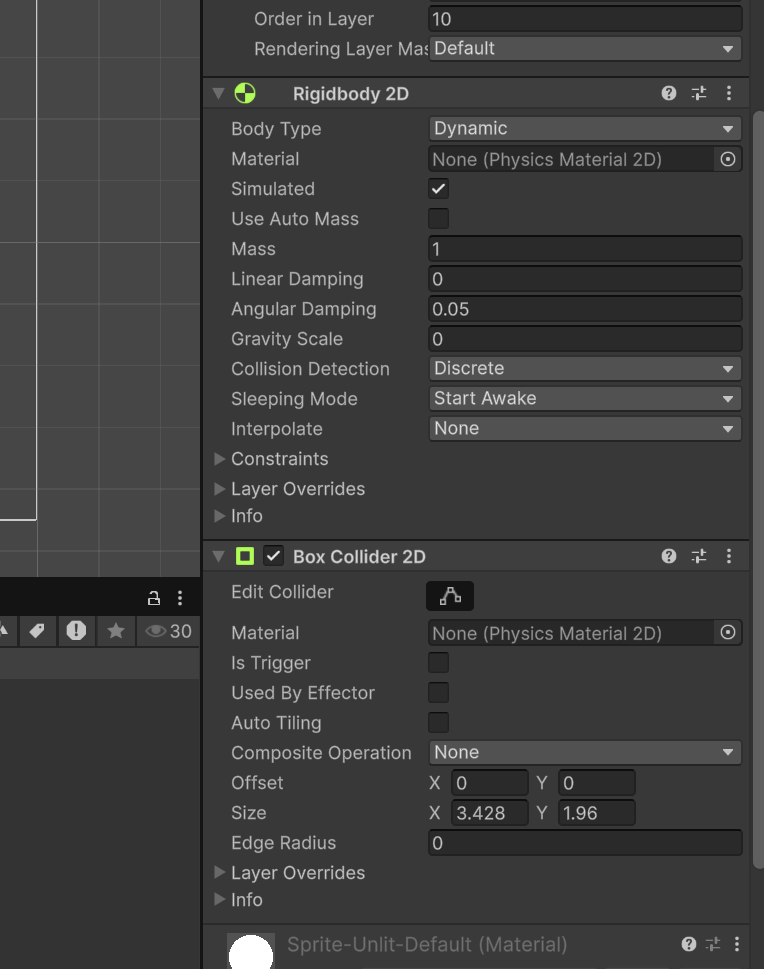 Order in Layer 10
Rendering Layer Mas Default
Rigidbody 2D
Body Type Dynamic
Material None (Physics Material 2D)
Simulated
Use Auto Mass
Mass 1
Linear Damping 0
Angular Damping 0.05
Gravity Scale 0
Collision Detection Discrete
Sleeping Mode Start Awake
Interpolate None
Constraints
Layer Overrides
Info
Box Collider 2D
Edit Collider
30
Material None (Physics Material 2D)
Is Trigger
Used By Effector
Auto Tiling
Composite Operation None
Offset X 0 Y 0
Size X 3.428 Y 1.96
Edge Radius 0
Layer Overrides
Info
Sprite-Unlit-Default (Material)